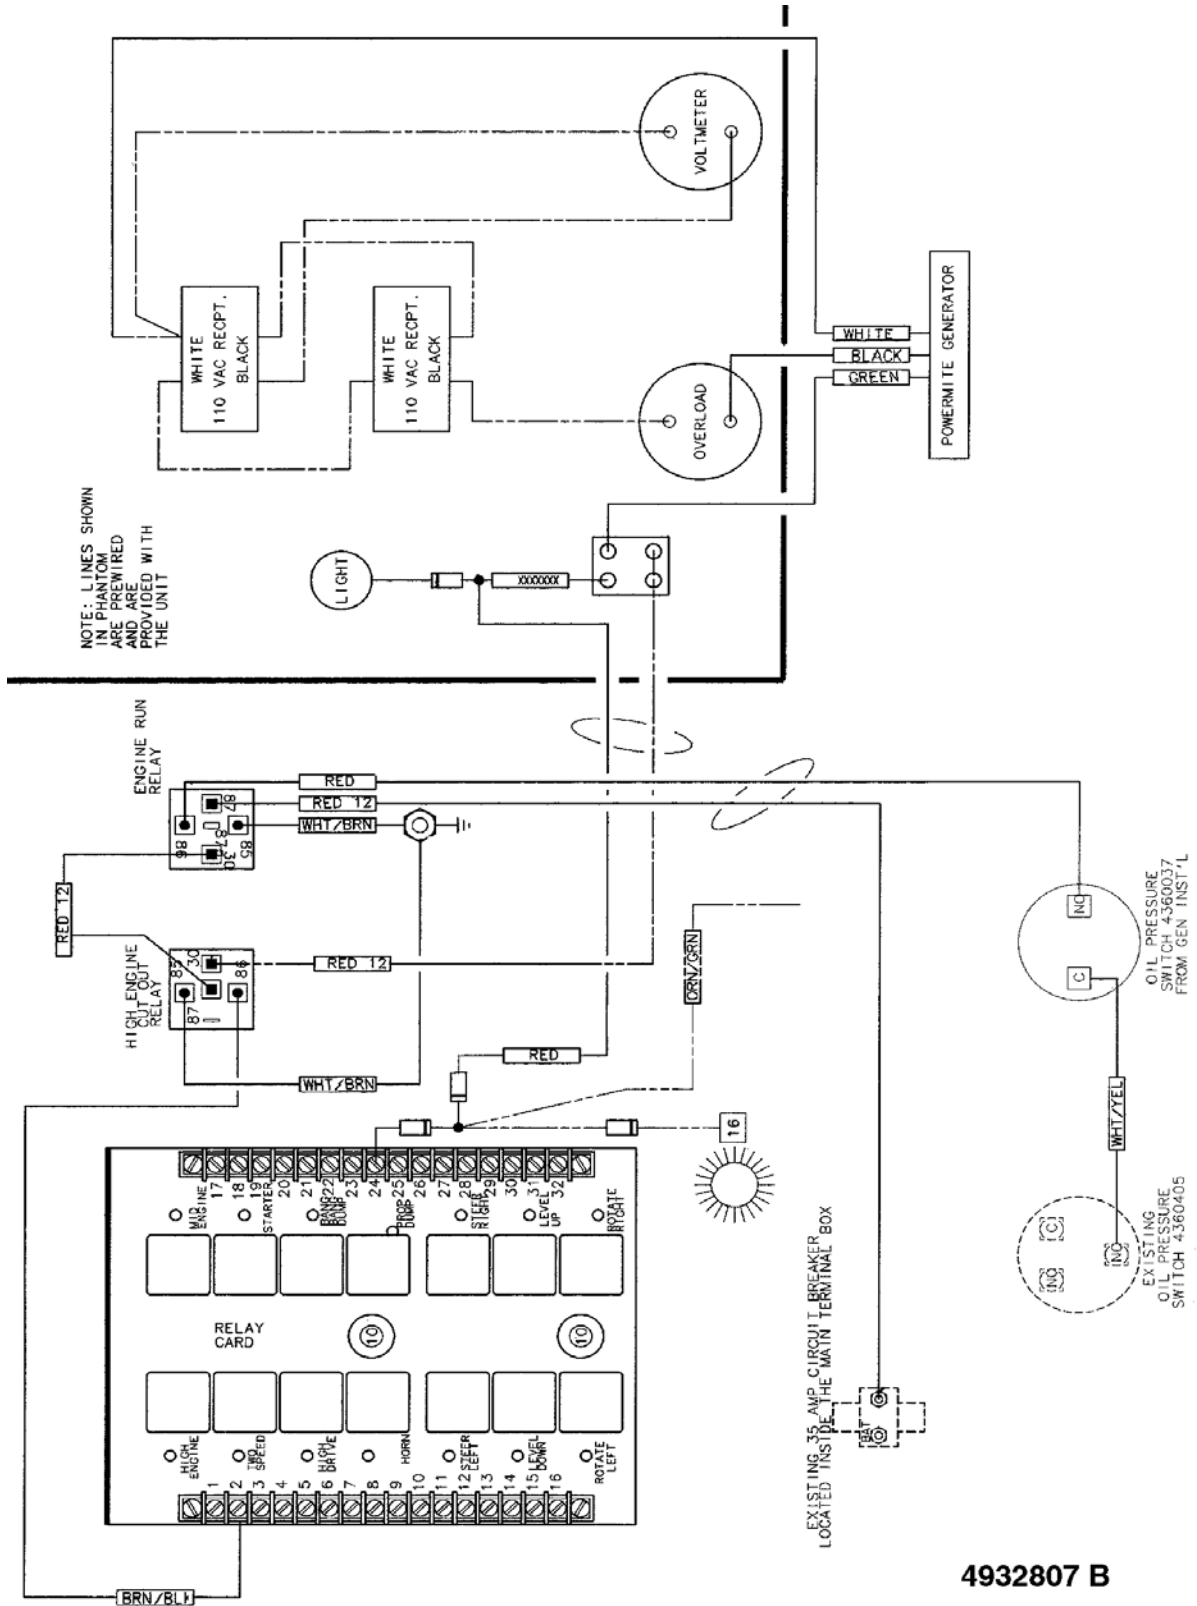 VOLTMETER
WHITE
110 VAC RECPT.
BLACK
WHITE
110 VAC RECPT.
BLACK
OVERLOAD
WHITE
BLACK
GREEN
POWERMITE GENERATOR
NOTE: LINES SHOWN
IN PHANTOM
ARE PREWIRED
AND ARE
PROVIDED WITH
THE UNIT
LIGHT
XXXXXXX
ENGINE RUN
RELAY
87
86
87a
30
85
RED
RED 12
WHT/BRN
RED 12
HIGH ENGINE
CUT OUT
RELAY
85
30
86
87
RED 12
WHT/BRN
RED
ORN/GRN
16
NO
C
OIL PRESSURE
SWITCH 4360037
FROM GEN INST'L
WHT/YEL
C
NO
NO
EXISTING
OIL PRESSURE
SWITCH 4360405
17
18
19
20
21
22
23
24
25
26
27
28
29
30
31
32
MID
ENGINE
STARTER
BANG
BANG
DUMP
PROP
DUMP
STEER
RIGHT
LEVEL
UP
ROTATE
RIGHT
RELAY
CARD
10
10
HIGH
ENGINE
TWO
SPEED
HIGH
DRIVE
HORN
STEER
LEFT
LEVEL
DOWN
ROTATE
LEFT
1
2
3
4
5
6
7
8
9
10
11
12
13
14
15
16
BAT
EXISTING 35 AMP CIRCUIT BREAKER
LOCATED INSIDE THE MAIN TERMINAL BOX
BRN/BLK
4932807 B